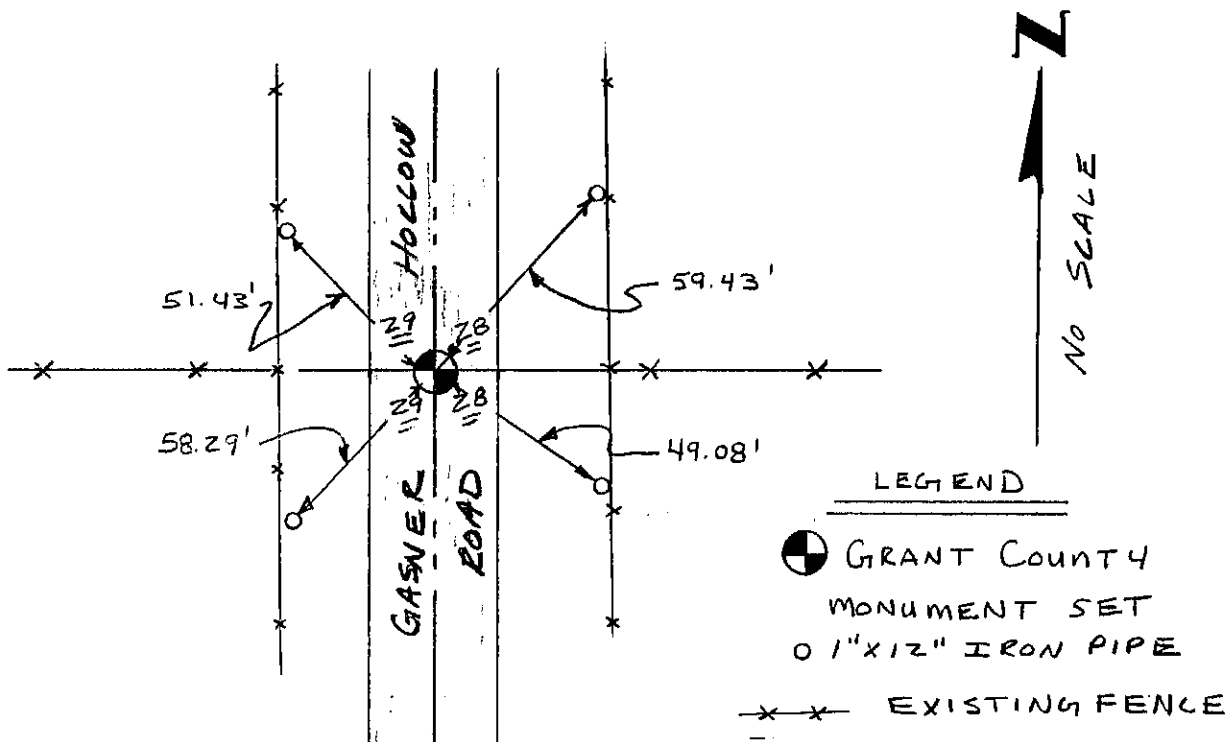 N
NO SCALE
GASNER HOLLOW
ROAD
51.43'
59.43'
29
28
29
28
58.29'
49.08'
LEGEND
GRANT COUNTY
MONUMENT SET
O 1"X12" IRON PIPE
EXISTING FENCE